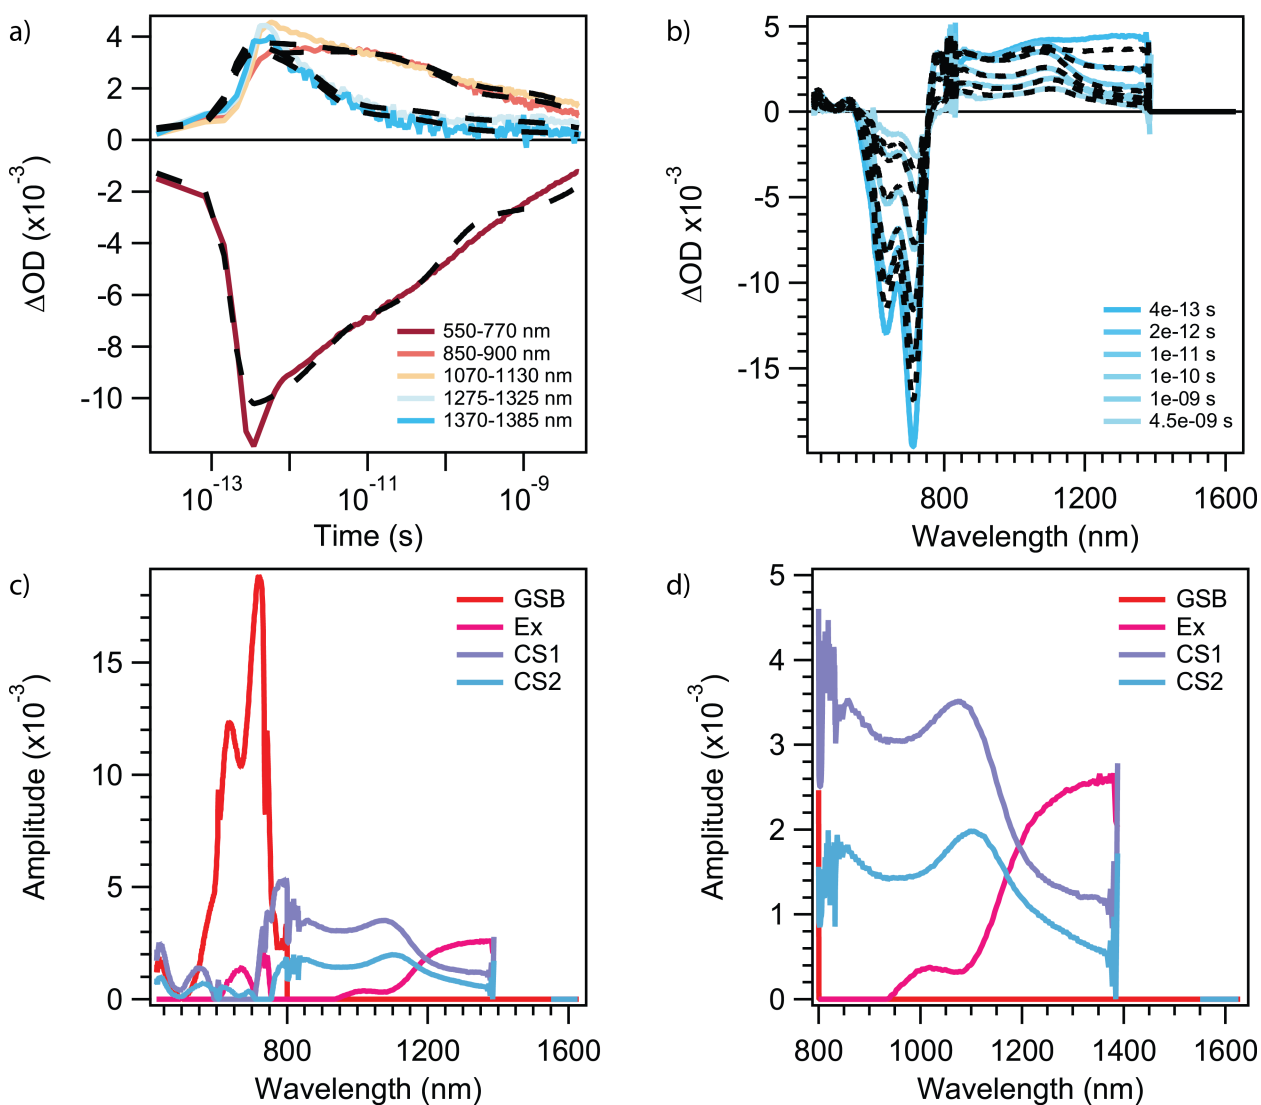 a)
4
2
0
-2
-4
-6
-8
-10
ΔOD (x10⁻³)
550-770 nm
850-900 nm
1070-1130 nm
1275-1325 nm
1370-1385 nm
10⁻¹³
10⁻¹¹
10⁻⁹
Time (s)
b)
5
0
-5
-10
-15
ΔOD x10⁻³
4e-13 s
2e-12 s
1e-11 s
1e-10 s
1e-09 s
4.5e-09 s
800
1200
1600
Wavelength (nm)
c)
15
10
5
0
Amplitude (x10⁻³)
GSB
Ex
CS1
CS2
800
1200
1600
Wavelength (nm)
d)
5
4
3
2
1
0
Amplitude (x10⁻³)
GSB
Ex
CS1
CS2
800
1000
1200
1400
1600
Wavelength (nm)